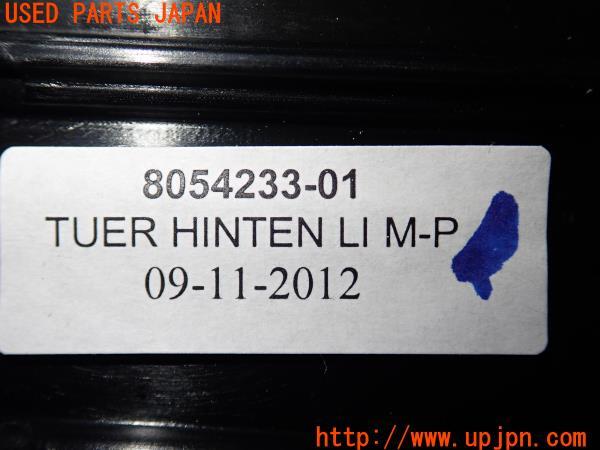 USED PARTS JAPAN
8054233-01
TUER HINTEN LI M-P
09-11-2012
http://www.upjpn.com